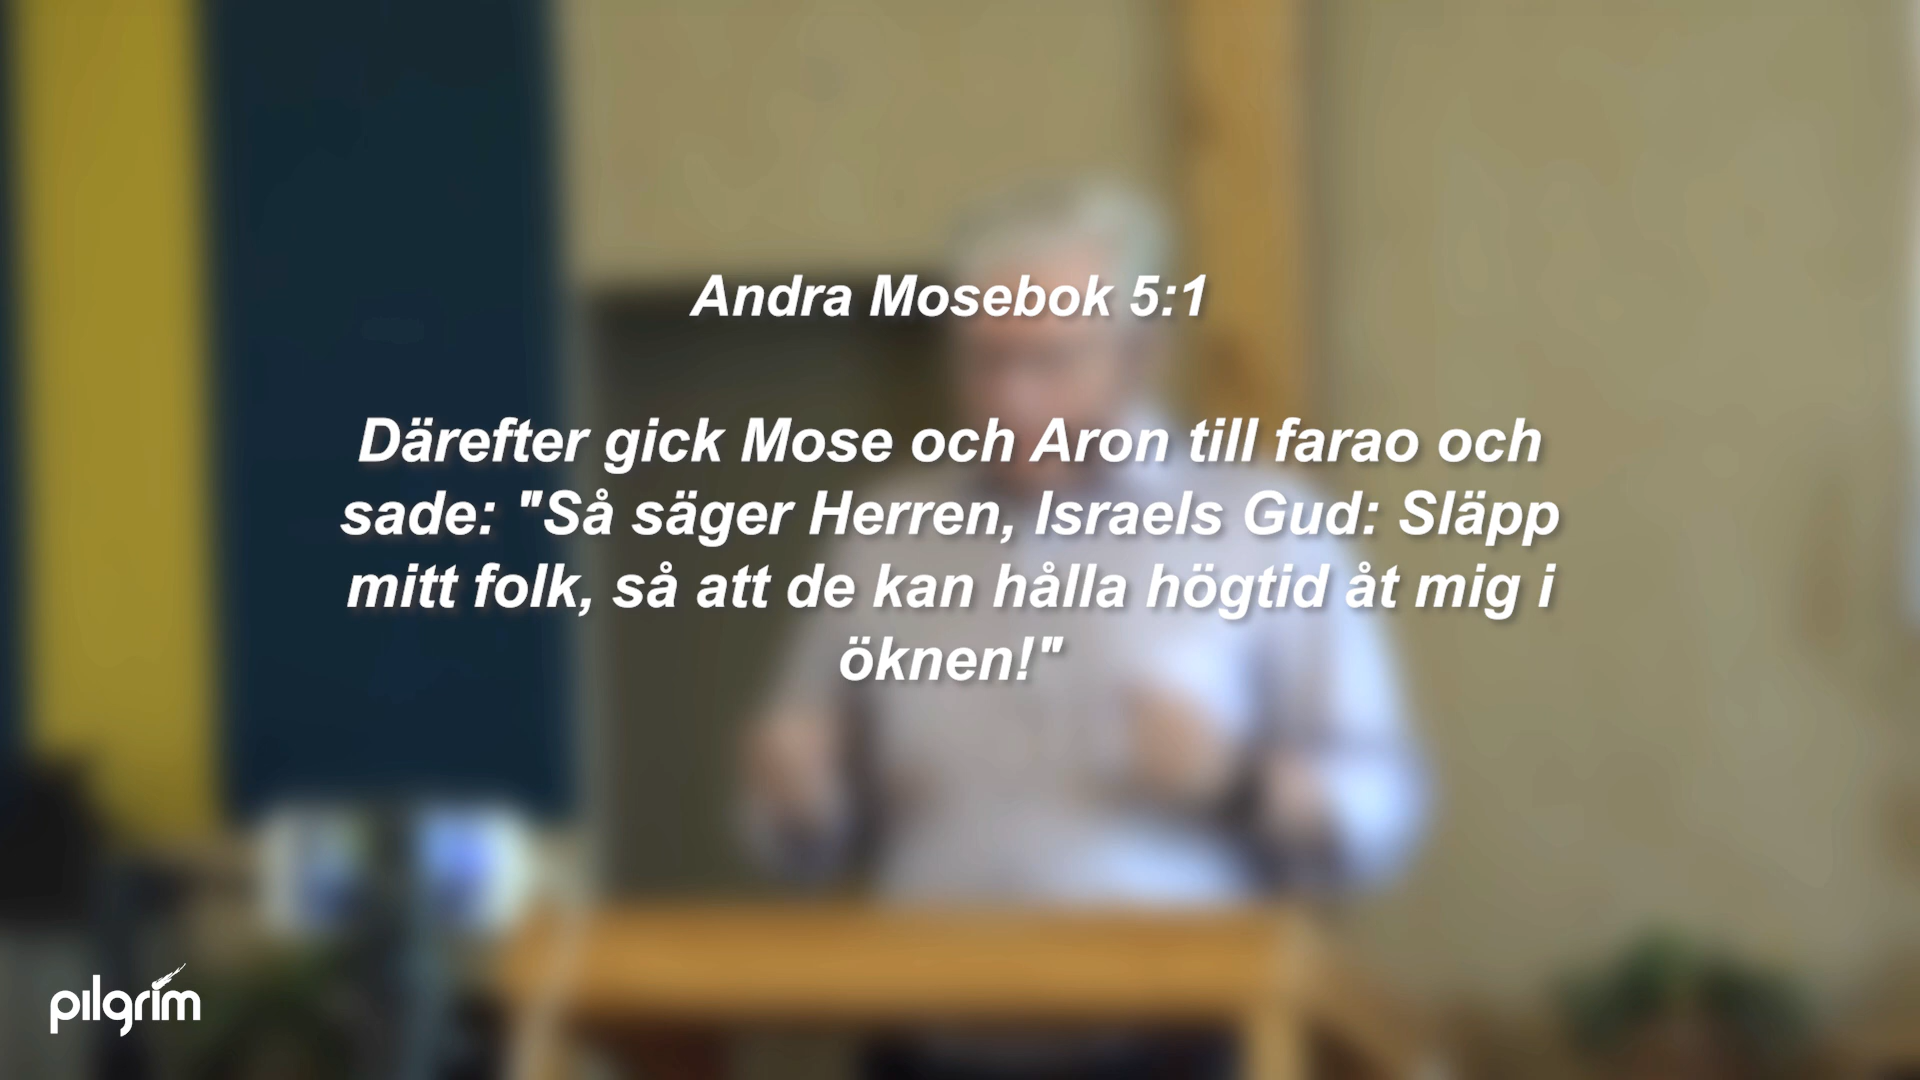 Andra Mosebok 5:1
Därefter gick Mose och Aron till farao och
sade: "Så säger Herren, Israels Gud: Släpp
mitt folk, så att de kan hålla högtid åt mig i
öknen!"
pilgrim